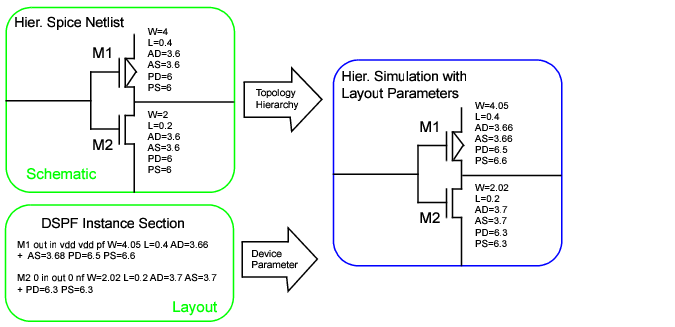 Hier. Spice Netlist
M1
W=4
L=0.4
AD=3.6
AS=3.6
PD=6
PS=6
M2
W=2
L=0.2
AD=3.6
AS=3.6
PD=6
PS=6
Schematic
Topology
Hierarchy
DSPF Instance Section
M1 out in vdd vdd pf W=4.05 L=0.4 AD=3.66
+ AS=3.68 PD=6.5 PS=6.6
M2 0 in out 0 nf W=2.02 L=0.2 AD=3.7 AS=3.7
+ PD=6.3 PS=6.3
Layout
Device
Parameter
Hier. Simulation with
Layout Parameters
M1
W=4.05
L=0.4
AD=3.66
AS=3.66
PD=6.5
PS=6.6
M2
W=2.02
L=0.2
AD=3.7
AS=3.7
PD=6.3
PS=6.3